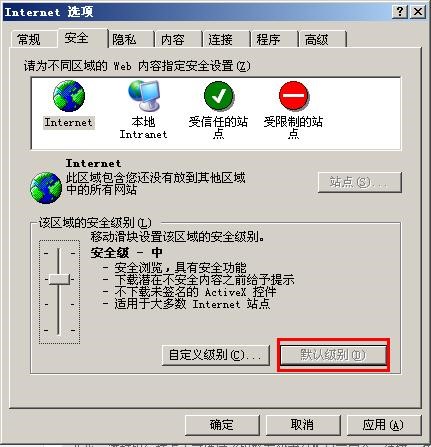 Internet 选项
常规 安全 隐私 内容 连接 程序 高级
请为不同区域的 Web 内容指定安全设置(Z)
Internet
本地
Intranet
受信任的站
点
受限制的站
点
Internet
此区域包含您还没有放到其他区域
中的所有网站
站点(S)...
该区域的安全级别(L)
移动滑块设置该区域的安全级别。
安全级 - 中
- 安全浏览,具有安全功能
- 下载潜在不安全内容之前给予提示
- 不下载未签名的 ActiveX 控件
- 适用于大多数 Internet 站点
自定义级别(C)...
默认级别(D)
确定
取消
应用(A)